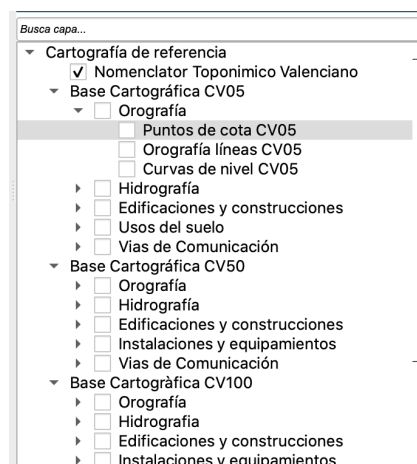 Busca capa...
Cartografía de referencia
Nomenclator Toponimico Valenciano
Base Cartográfica CV05
Orografía
Puntos de cota CV05
Orografía líneas CV05
Curvas de nivel CV05
Hidrografía
Edificaciones y construcciones
Usos del suelo
Vias de Comunicación
Base Cartográfica CV50
Orografía
Hidrografía
Edificaciones y construcciones
Instalaciones y equipamientos
Vias de Comunicación
Base Cartogràfica CV100
Orografía
Hidrografia
Edificaciones y construcciones
Instalaciones y equipamientos